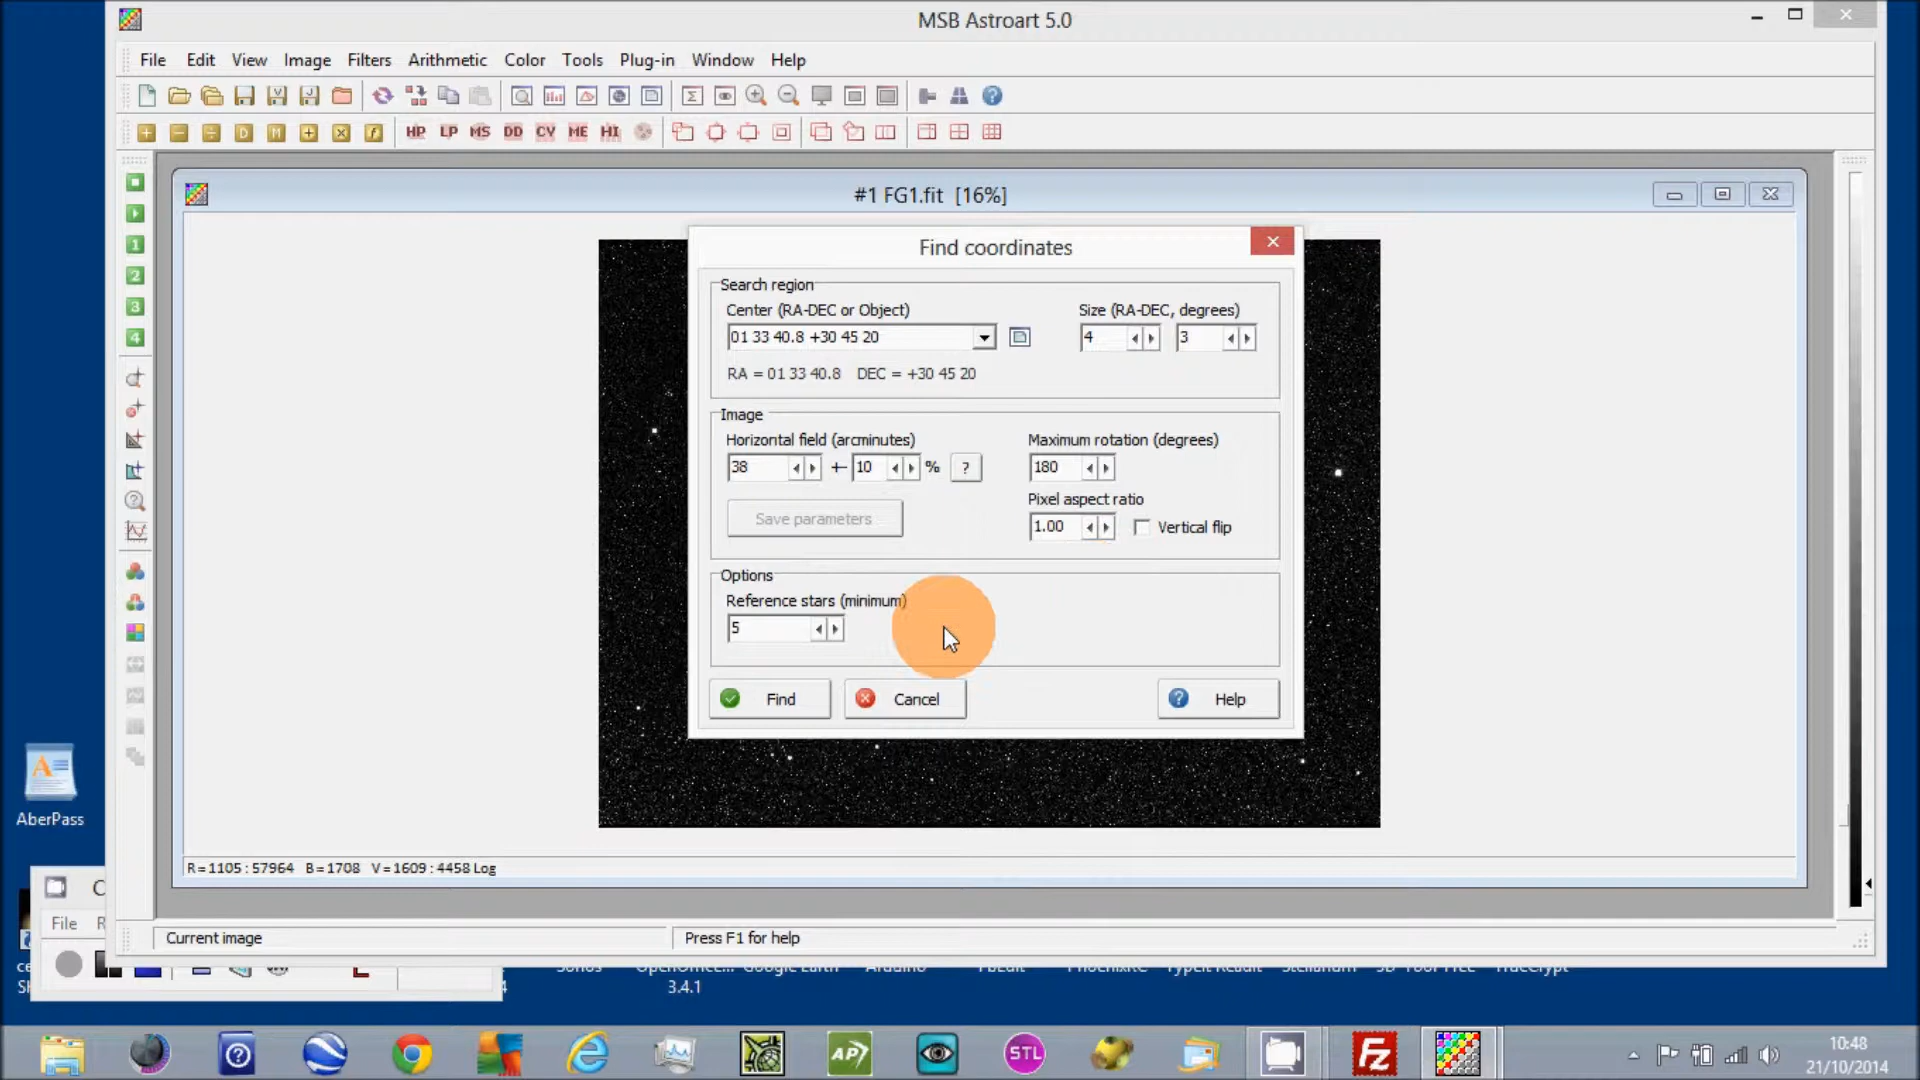 MSB Astroart 5.0
File Edit View Image Filters Arithmetic Color Tools Plug-in Window Help
HP LP MS DD CV ME HI
#1 FG1.fit [16%]
Find coordinates
Search region
Center (RA-DEC or Object) Size (RA-DEC, degrees)
01 33 40.8 +30 45 20 4 3
RA = 01 33 40.8 DEC = +30 45 20
Image
Horizontal field (arcminutes) Maximum rotation (degrees)
38 +- 10 % ? 180
Pixel aspect ratio
Save parameters 1.00 Vertical flip
Options
Reference stars (minimum)
5
Find Cancel Help
1
2
3
4
AberPass
R=1105:57964 B=1708 V=1609:4458 Log
File
Current image Press F1 for help
3.4.1
AP7
STL
Fz
10:48
21/10/2014